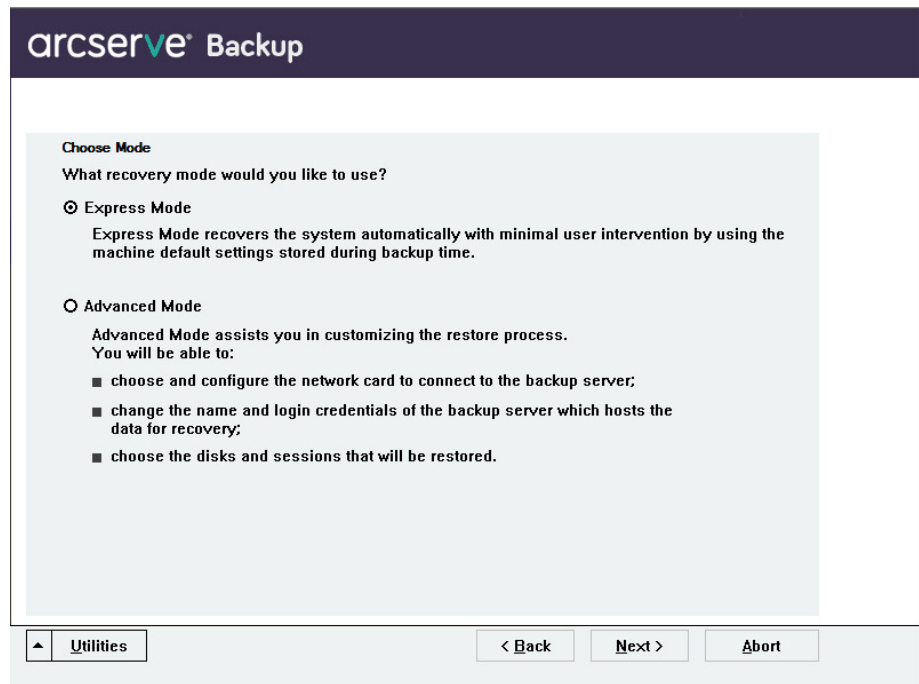 arcserve® Backup
Choose Mode
What recovery mode would you like to use?
Express Mode
Express Mode recovers the system automatically with minimal user intervention by using the
machine default settings stored during backup time.
Advanced Mode
Advanced Mode assists you in customizing the restore process.
You will be able to:
choose and configure the network card to connect to the backup server;
change the name and login credentials of the backup server which hosts the
data for recovery;
choose the disks and sessions that will be restored.
Utilities
< Back
Next >
Abort